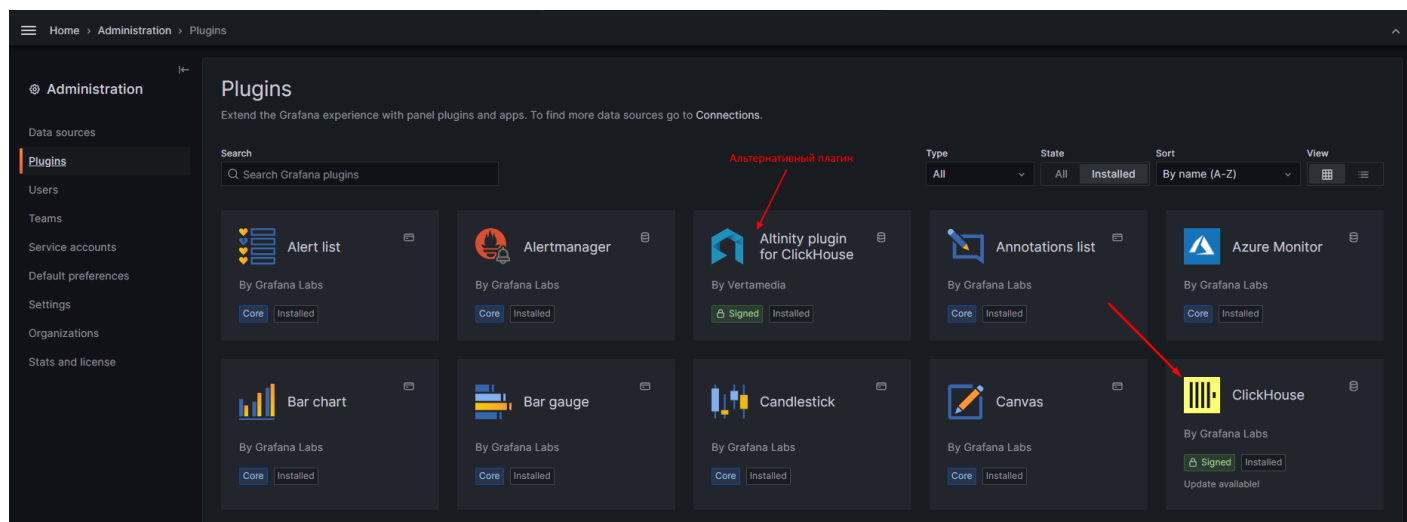 Home › Administration › Plugins
Administration
Data sources
Plugins
Users
Teams
Service accounts
Default preferences
Settings
Organizations
Stats and license
Plugins
Extend the Grafana experience with panel plugins and apps. To find more data sources go to Connections.
Search
Search Grafana plugins
Альтернативный плагин
Type
All
State
All Installed
Sort
By name (A-Z)
View
Alert list
By Grafana Labs
Core Installed
Alertmanager
By Grafana Labs
Core Installed
Altinity plugin
for ClickHouse
By Vertamedia
Signed Installed
Annotations list
By Grafana Labs
Core Installed
Azure Monitor
By Grafana Labs
Core Installed
Bar chart
By Grafana Labs
Core Installed
Bar gauge
By Grafana Labs
Core Installed
Candlestick
By Grafana Labs
Core Installed
Canvas
By Grafana Labs
Core Installed
ClickHouse
By Grafana Labs
Signed Installed
Update available!